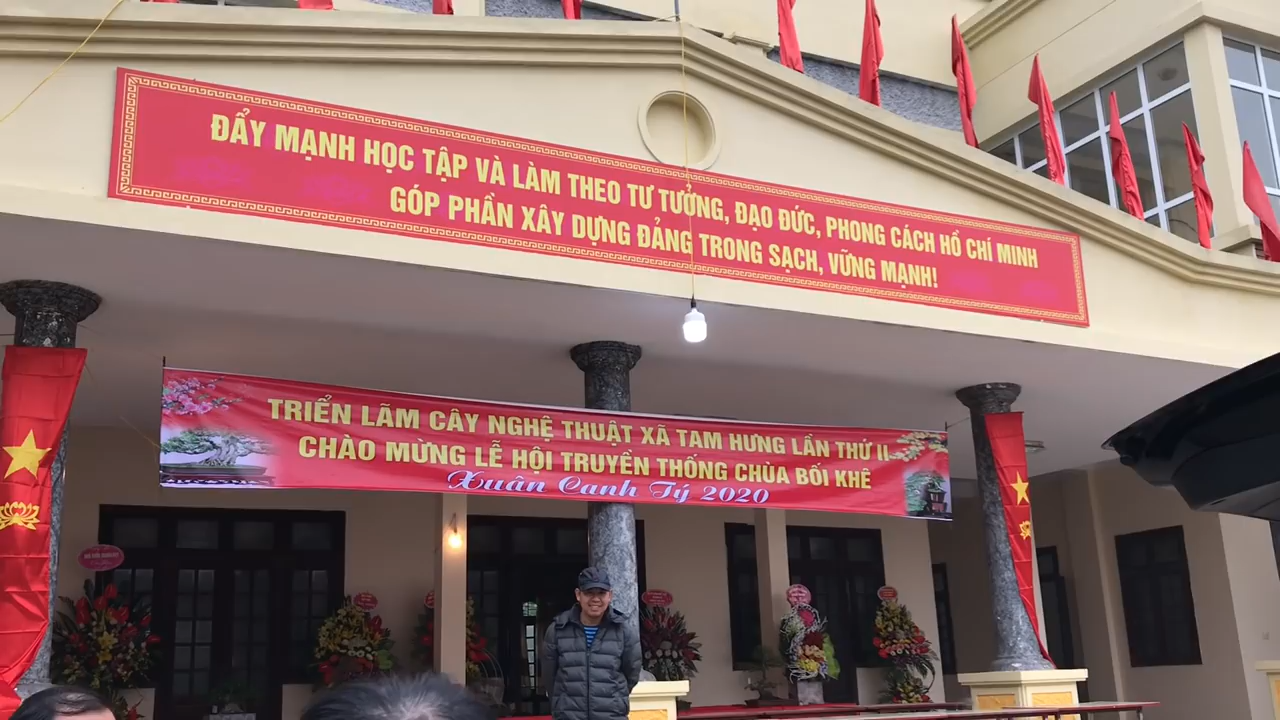 ĐẨY MẠNH HỌC TẬP VÀ LÀM THEO TƯ TƯỞNG, ĐẠO ĐỨC, PHONG CÁCH HỒ CHÍ MINH
GÓP PHẦN XÂY DỰNG ĐẢNG TRONG SẠCH, VỮNG MẠNH!
TRIỂN LÃM CÂY NGHỆ THUẬT XÃ TAM HƯNG LẦN THỨ II
CHÀO MỪNG LỄ HỘI TRUYỀN THỐNG CHÙA BỐI KHÊ
Xuân Canh Tý 2020